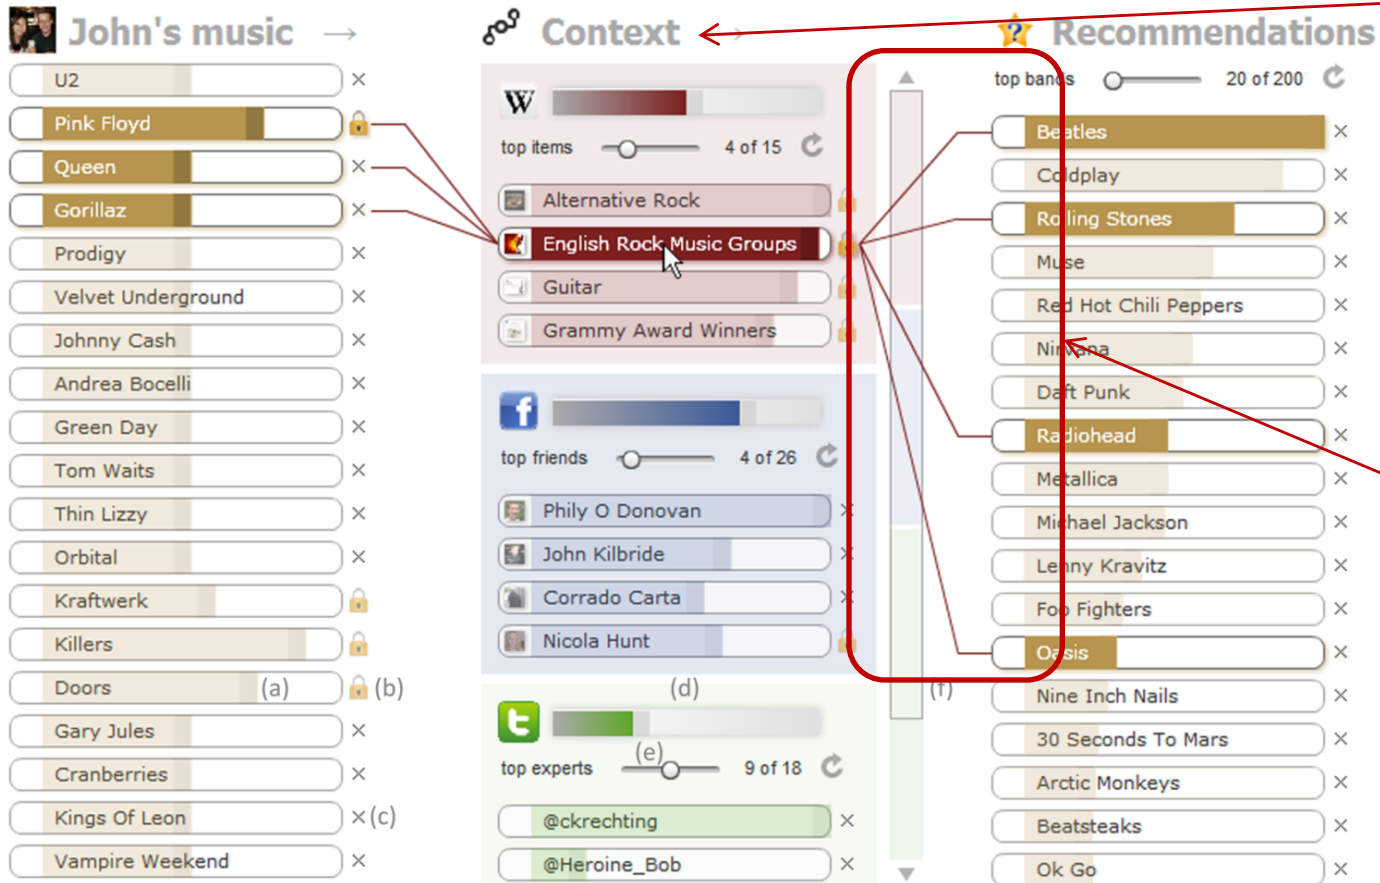 John's music →
U2 ×
Pink Floyd
Queen ×
Gorillaz ×
Prodigy ×
Velvet Underground ×
Johnny Cash ×
Andrea Bocelli ×
Green Day ×
Tom Waits ×
Thin Lizzy ×
Orbital ×
Kraftwerk
Killers
Doors (a) (b)
Gary Jules ×
Cranberries ×
Kings Of Leon × (c)
Vampire Weekend ×
Context
W
top items 4 of 15
Alternative Rock
English Rock Music Groups
Guitar
Grammy Award Winners
f
top friends 4 of 26
Phily O Donovan ×
John Kilbride ×
Corrado Carta ×
Nicola Hunt
(d)
t
(e)
top experts 9 of 18
@ckrechting ×
@Heroine_Bob ×
(f)
? Recommendations
top bands 20 of 200
Beatles ×
Coldplay ×
Rolling Stones ×
Muse ×
Red Hot Chili Peppers ×
Nirvana ×
Daft Punk ×
Radiohead ×
Metallica ×
Michael Jackson ×
Lenny Kravitz ×
Foo Fighters ×
Oasis ×
Nine Inch Nails ×
30 Seconds To Mars ×
Arctic Monkeys ×
Beatsteaks ×
Ok Go ×